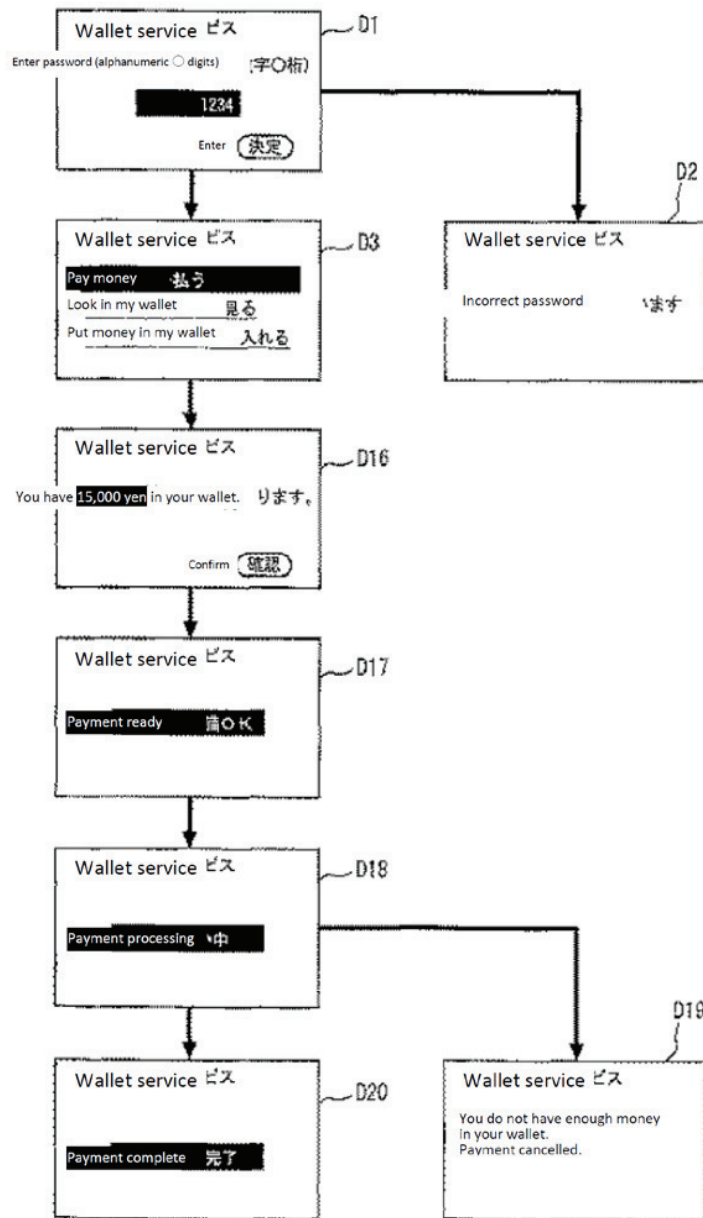 Wallet service ビス
D1
Enter password (alphanumeric ○ digits) 字○桁)
1234
Enter 決定
D2
Wallet service ビス
Incorrect password います
Wallet service ビス
D3
Pay money 払う
Look in my wallet 見る
Put money in my wallet 入れる
Wallet service ビス
D16
You have 15,000 yen in your wallet. ります。
Confirm 確認
Wallet service ビス
D17
Payment ready 備OK
Wallet service ビス
D18
Payment processing 中
D19
Wallet service ビス
You do not have enough money
in your wallet.
Payment cancelled.
Wallet service ビス
D20
Payment complete 完了